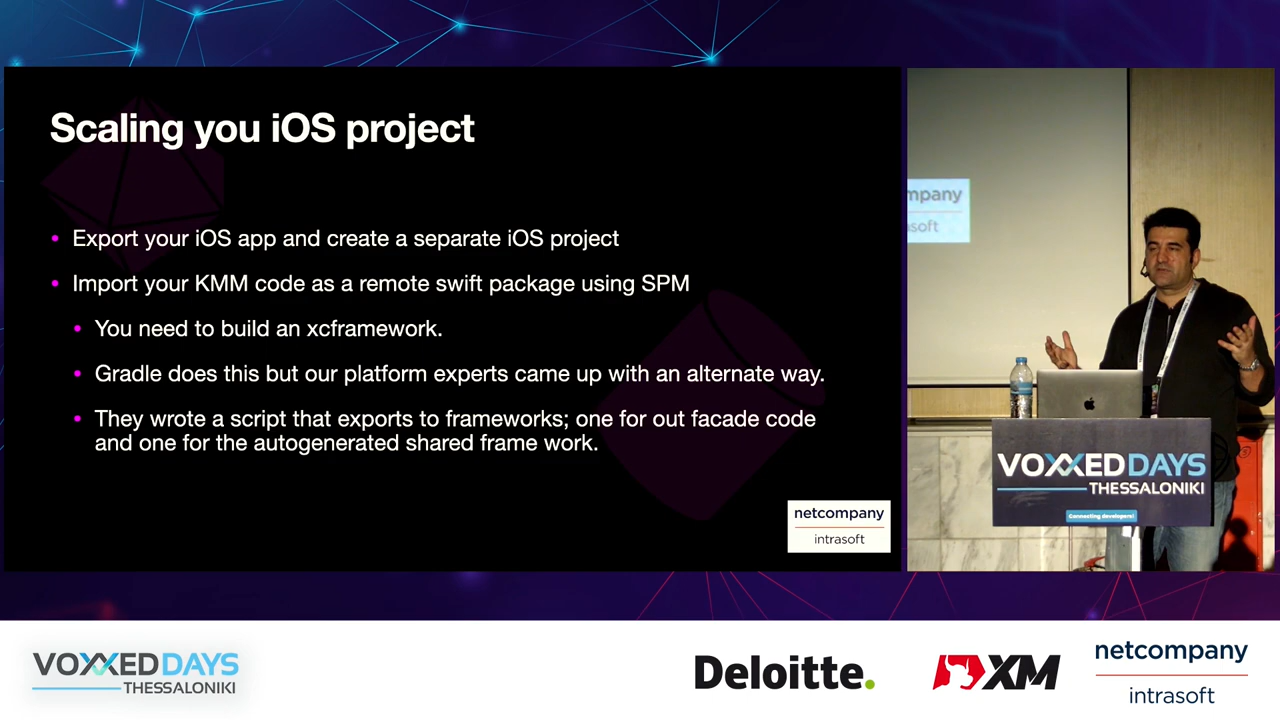 Scaling you iOS project
• Export your iOS app and create a separate iOS project
• Import your KMM code as a remote swift package using SPM
• You need to build an xcframework.
• Gradle does this but our platform experts came up with an alternate way.
• They wrote a script that exports to frameworks; one for out facade code
and one for the autogenerated shared frame work.
netcompany
intrasoft
mpany
soft
VOXXED DAYS
THESSALONIKI
Connecting developers!
VOXXED DAYS
THESSALONIKI
Deloitte.
XM
netcompany
intrasoft